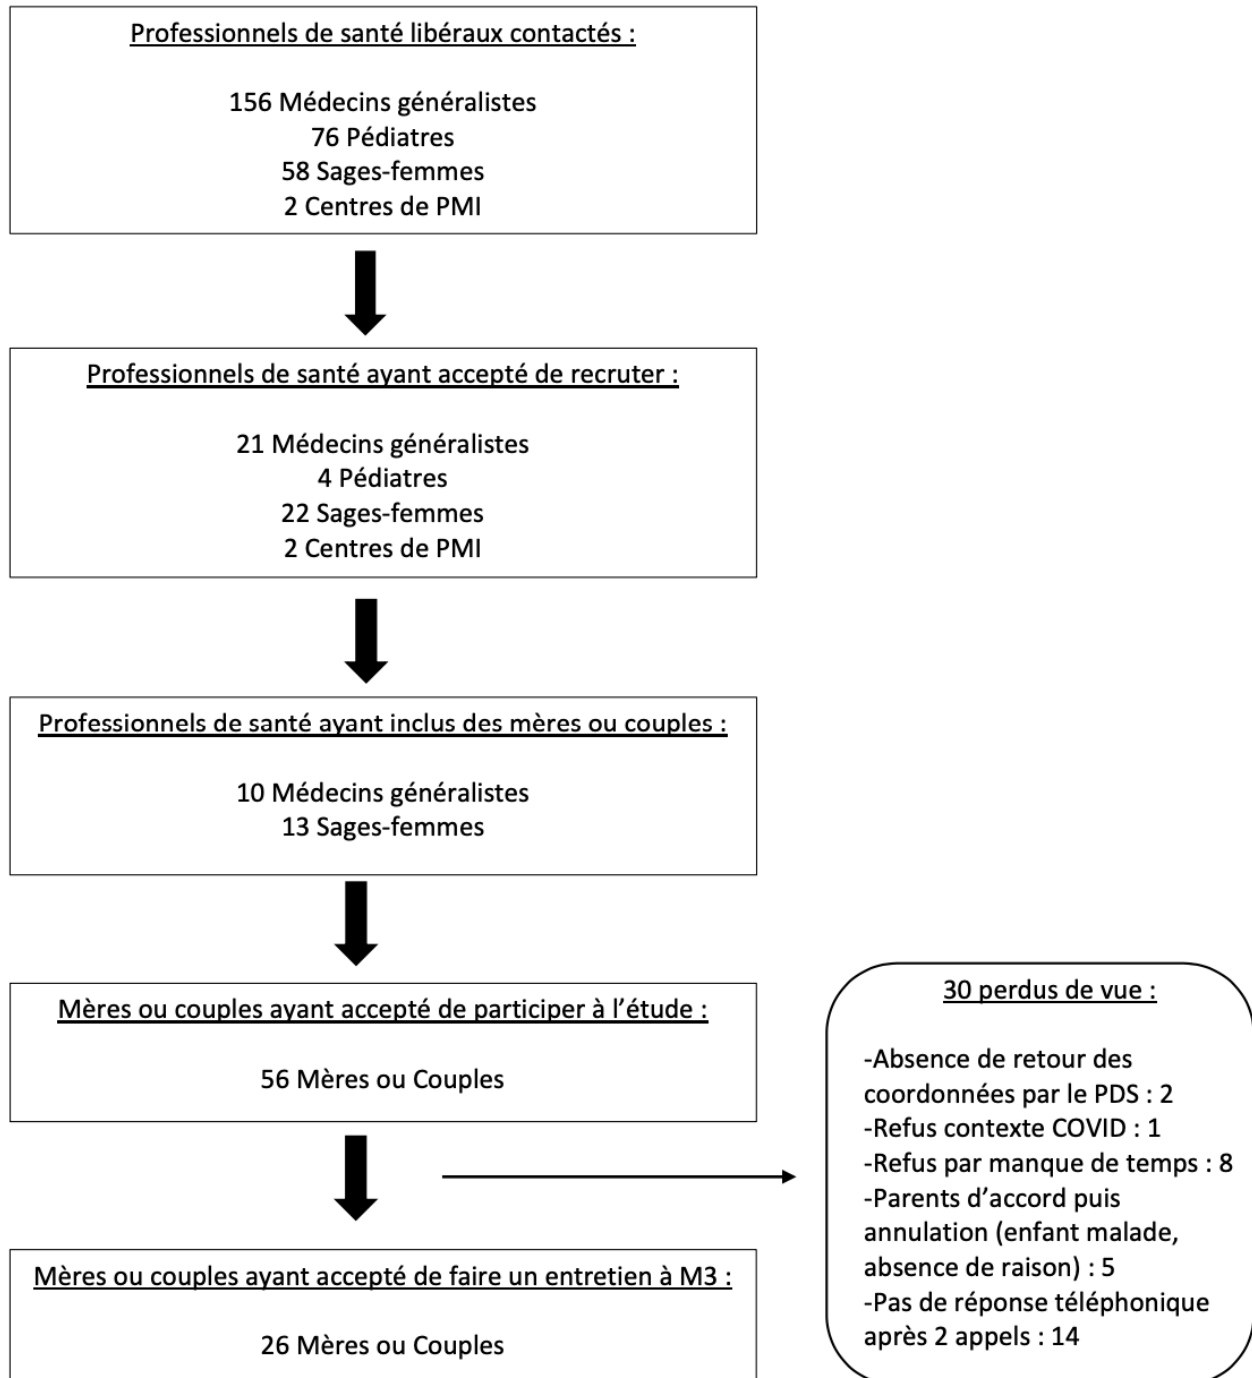 Professionnels de santé libéraux contactés :
156 Médecins généralistes
76 Pédiatres
58 Sages-femmes
2 Centres de PMI
Professionnels de santé ayant accepté de recruter :
21 Médecins généralistes
4 Pédiatres
22 Sages-femmes
2 Centres de PMI
Professionnels de santé ayant inclus des mères ou couples :
10 Médecins généralistes
13 Sages-femmes
Mères ou couples ayant accepté de participer à l’étude :
56 Mères ou Couples
30 perdus de vue :
-Absence de retour des
coordonnées par le PDS : 2
-Refus contexte COVID : 1
-Refus par manque de temps : 8
-Parents d’accord puis
annulation (enfant malade,
absence de raison) : 5
-Pas de réponse téléphonique
après 2 appels : 14
Mères ou couples ayant accepté de faire un entretien à M3 :
26 Mères ou Couples